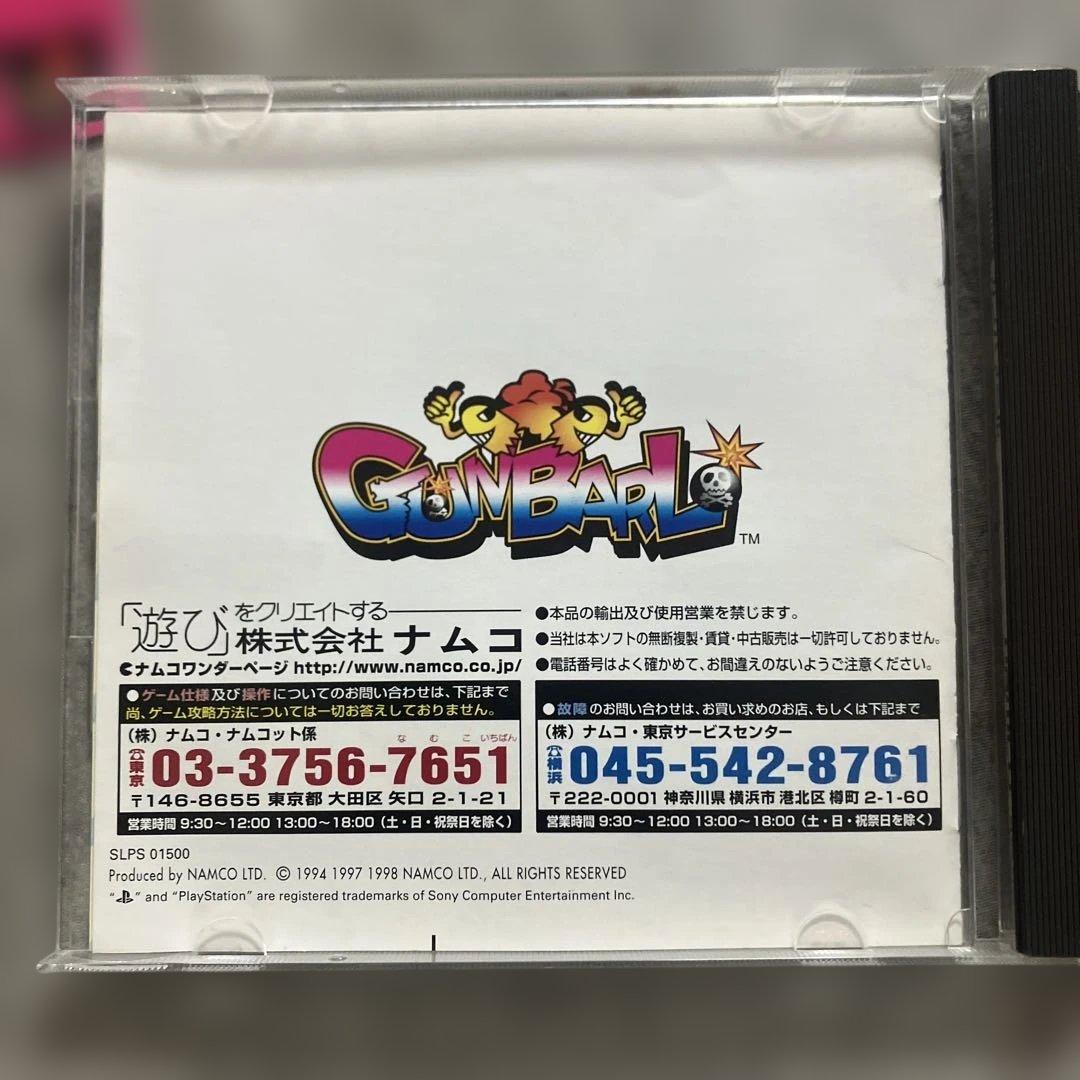 GUNBARL
TM
「遊び」をクリエイトする
株式会社 ナムコ
ナムコワンダーページ http://www.namco.co.jp/
●本品の輸出及び使用営業を禁じます。
●当社は本ソフトの無断複製・賃貸・中古販売は一切許可しておりません。
●電話番号はよく確かめて、お間違えのないようご注意ください。
●ゲーム仕様及び操作についてのお問い合わせは、下記まで
尚、ゲーム攻略方法については一切お答えしておりません。
（株）ナムコ・ナムコット係
な む こ いちばん
☎東京 03-3756-7651
〒146-8655 東京都 大田区 矢口 2-1-21
営業時間 9:30～12:00 13:00～18:00（土・日・祝祭日を除く）
●故障のお問い合わせは、お買い求めのお店、もしくは下記まで
（株）ナムコ・東京サービスセンター
☎横浜 045-542-8761
〒222-0001 神奈川県 横浜市 港北区 樽町 2-1-60
営業時間 9:30～12:00 13:00～18:00（土・日・祝祭日を除く）
SLPS 01500
Produced by NAMCO LTD. © 1994 1997 1998 NAMCO LTD., ALL RIGHTS RESERVED
“ ” and “PlayStation” are registered trademarks of Sony Computer Entertainment Inc.